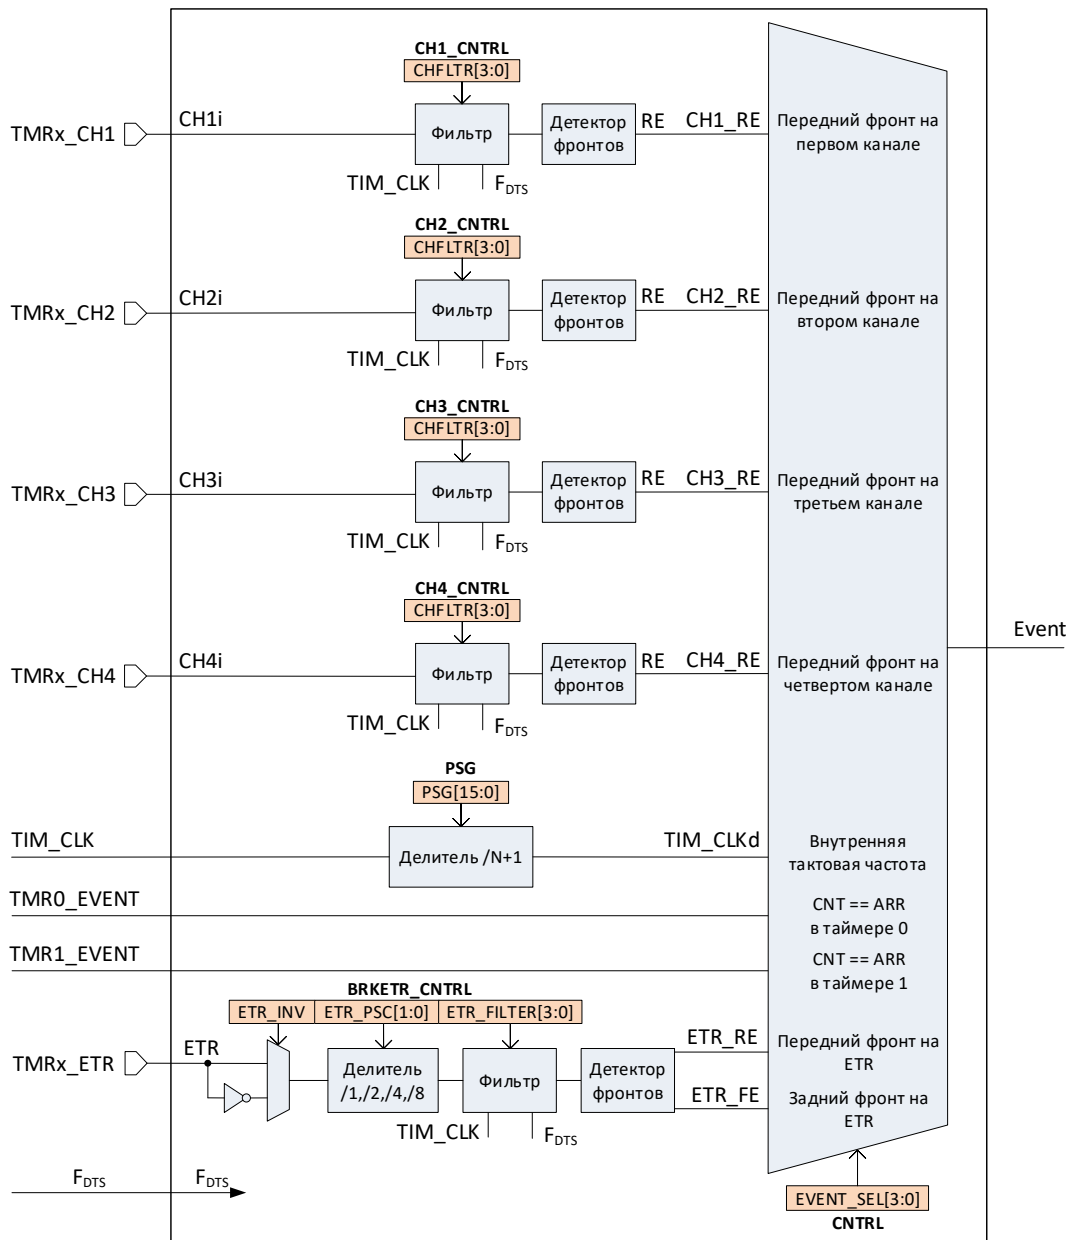 CH1_CNTRL
CHFLTR[3:0]
TMRx_CH1
CH1i
Фильтр
Детектор
фронтов
RE
CH1_RE
Передний фронт на
первом канале
TIM_CLK
FDTS
CH2_CNTRL
CHFLTR[3:0]
TMRx_CH2
CH2i
Фильтр
Детектор
фронтов
RE
CH2_RE
Передний фронт на
втором канале
TIM_CLK
FDTS
CH3_CNTRL
CHFLTR[3:0]
TMRx_CH3
CH3i
Фильтр
Детектор
фронтов
RE
CH3_RE
Передний фронт на
третьем канале
TIM_CLK
FDTS
CH4_CNTRL
CHFLTR[3:0]
Event
TMRx_CH4
CH4i
Фильтр
Детектор
фронтов
RE
CH4_RE
Передний фронт на
четвертом канале
TIM_CLK
FDTS
PSG
PSG[15:0]
TIM_CLK
Делитель /N+1
TIM_CLKd
Внутренняя
тактовая частота
TMR0_EVENT
CNT == ARR
в таймере 0
TMR1_EVENT
CNT == ARR
в таймере 1
BRKETR_CNTRL
ETR_INV
ETR_PSC[1:0]
ETR_FILTER[3:0]
TMRx_ETR
ETR
Делитель
/1,/2,/4,/8
Фильтр
Детектор
фронтов
ETR_RE
Передний фронт на
ETR
ETR_FE
Задний фронт на
ETR
TIM_CLK
FDTS
FDTS
FDTS
EVENT_SEL[3:0]
CNTRL